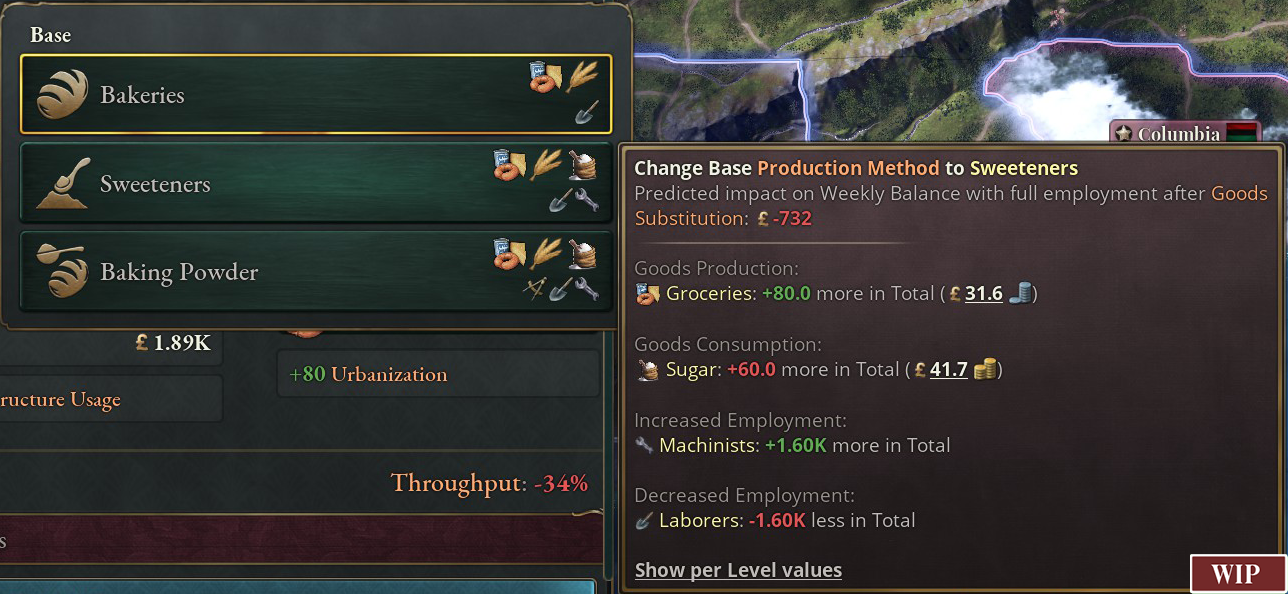 Base
Bakeries
Sweeteners
Baking Powder
£ 1.89K
ructure Usage
+80 Urbanization
Throughput: -34%
s
Columbia
Change Base Production Method to Sweeteners
Predicted impact on Weekly Balance with full employment after Goods
Substitution: £ -732
Goods Production:
Groceries: +80.0 more in Total (£ 31.6 )
Goods Consumption:
Sugar: +60.0 more in Total (£ 41.7 )
Increased Employment:
Machinists: +1.60K more in Total
Decreased Employment:
Laborers: -1.60K less in Total
Show per Level values
WIP